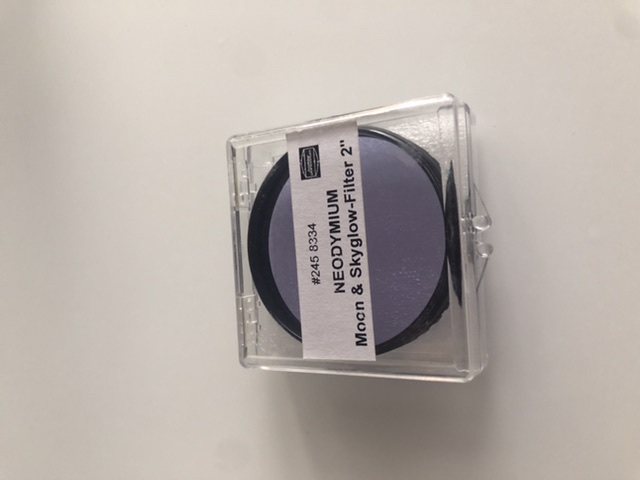 #245 8334
NEODYMIUM
Moon & Skyglow-Filter 2"